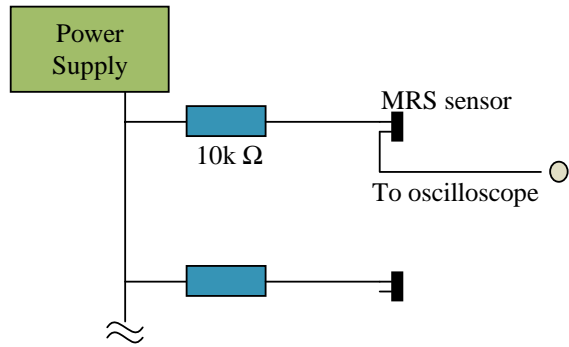 Power
Supply
MRS sensor
10k Ω
To oscilloscope